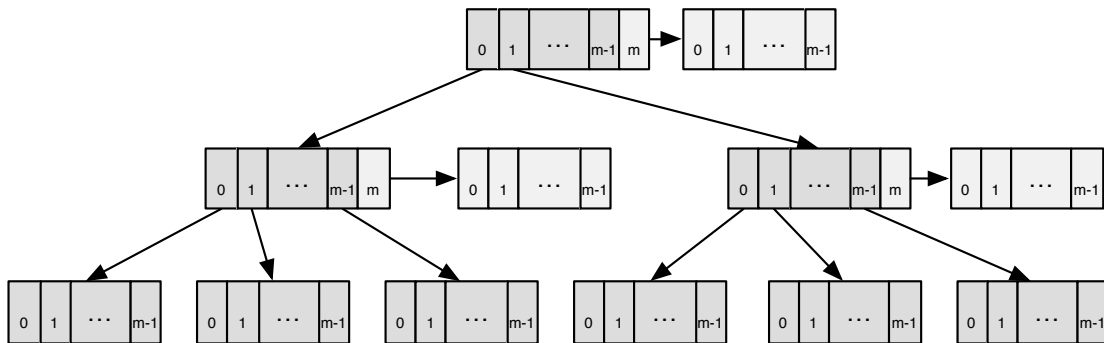 0 1 ... m-1 m 0 1 ... m-1
0 1 ... m-1 m 0 1 ... m-1 0 1 ... m-1 m 0 1 ... m-1
0 1 ... m-1 0 1 ... m-1 0 1 ... m-1 0 1 ... m-1 0 1 ... m-1 0 1 ... m-1